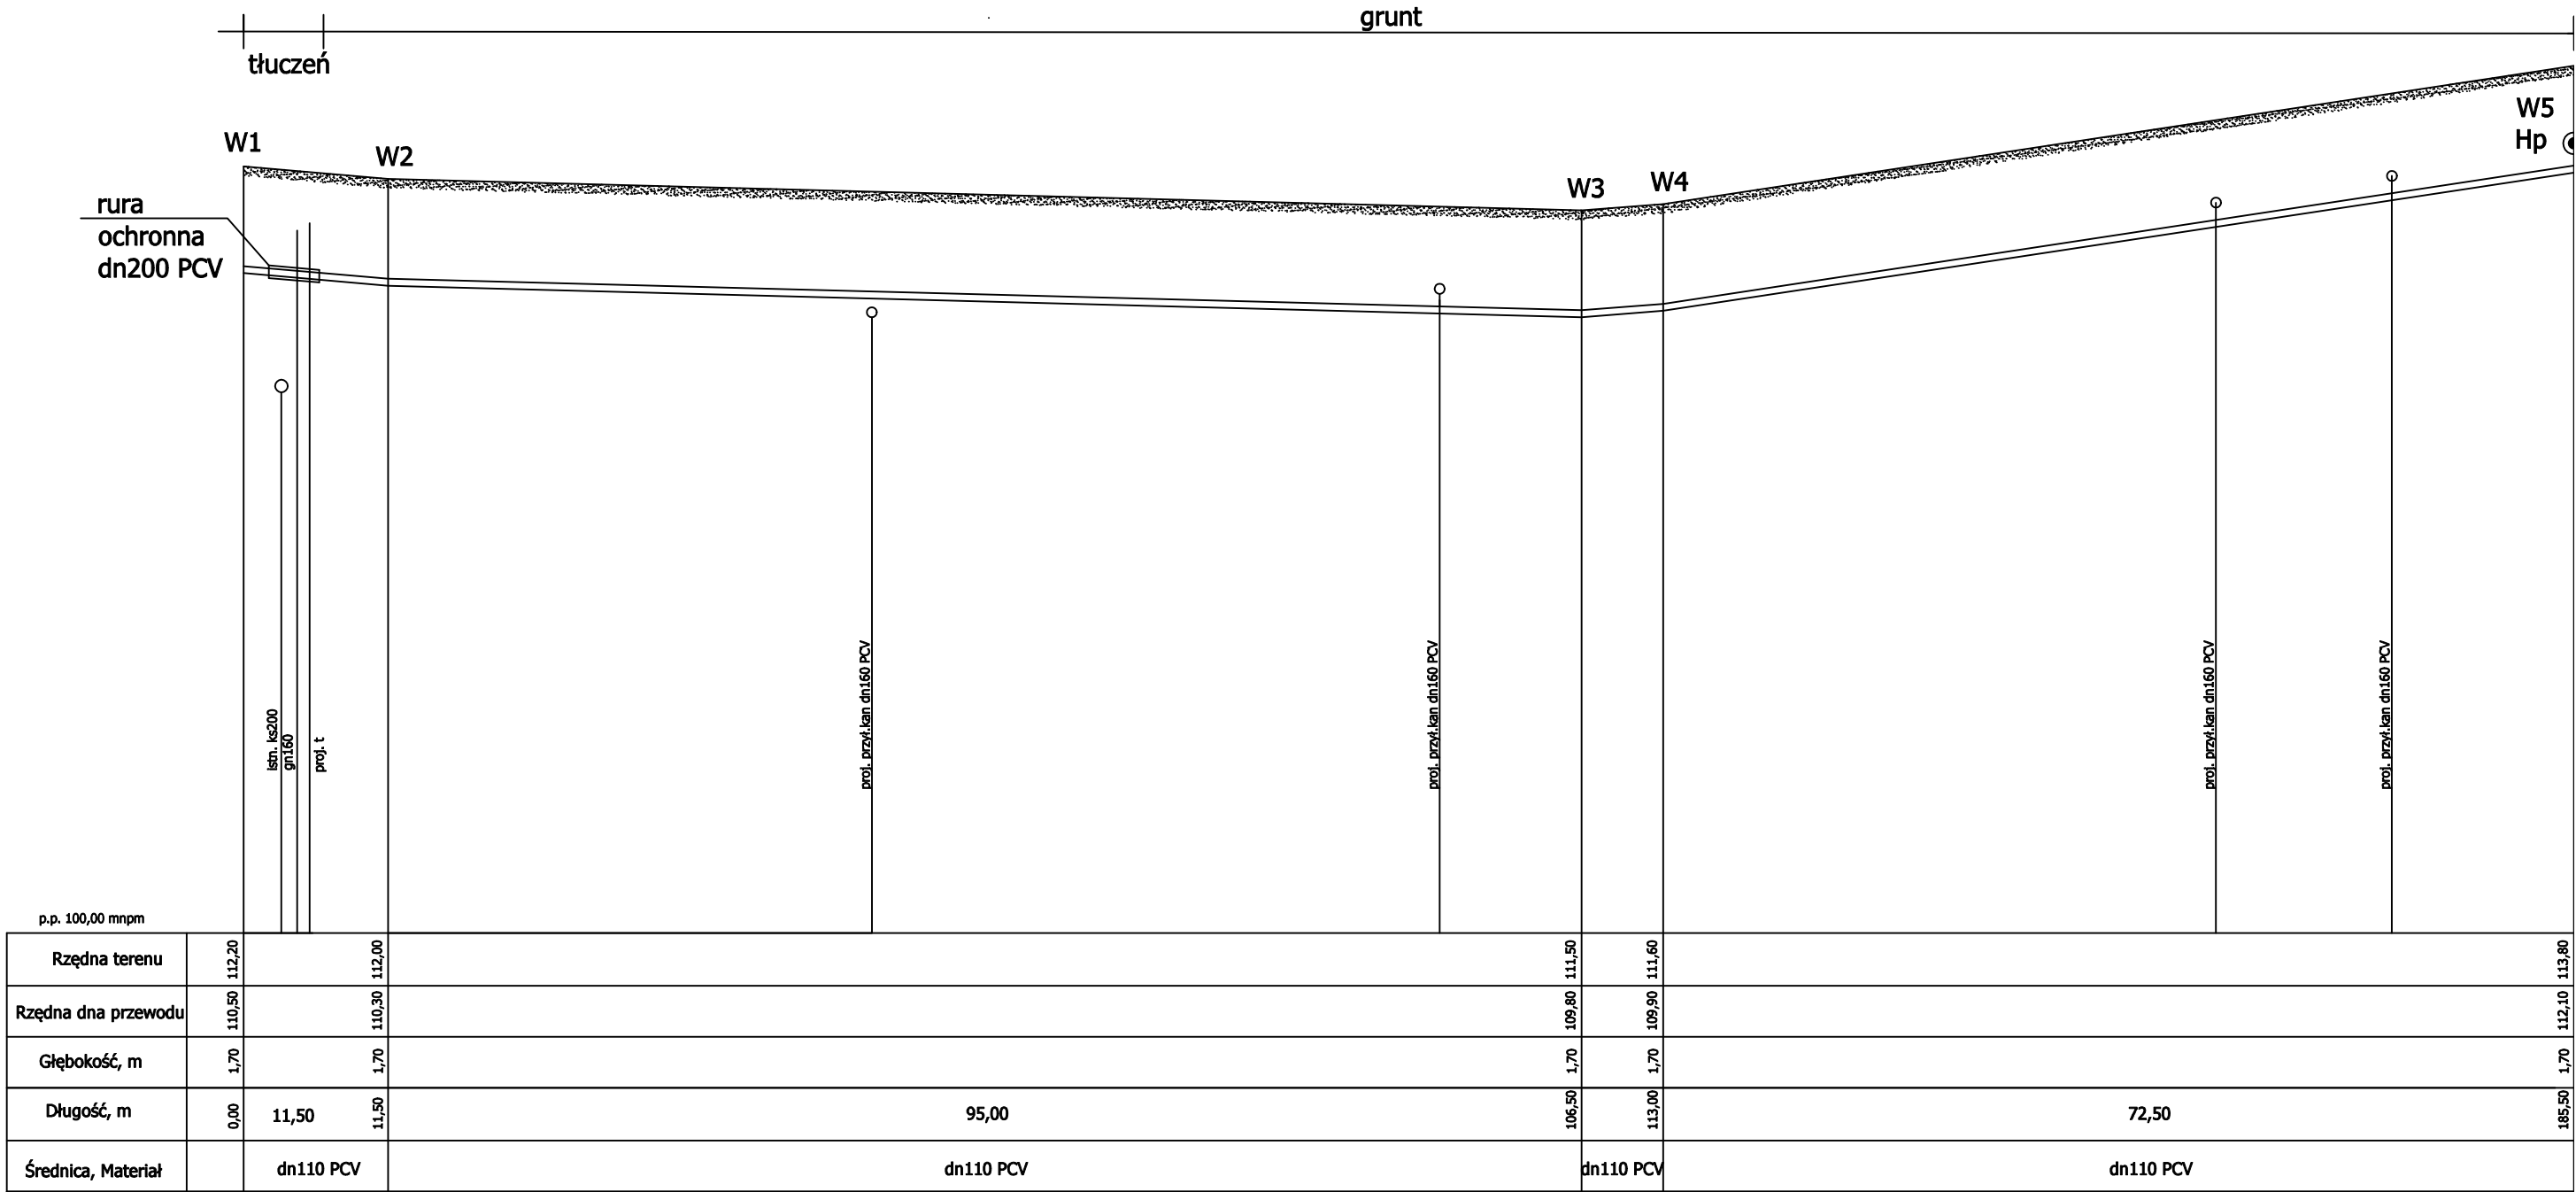 grunt
tłuczeń
W1
W2
W3
W4
W5
Hp
rura
ochronna
dn200 PCV
istn. ks200
gn160
proj. t
proj. przył.kan dn160 PCV
proj. przył.kan dn160 PCV
proj. przył.kan dn160 PCV
proj. przył.kan dn160 PCV
p.p. 100,00 mnpm
Rzędna terenu 112,20 112,00 111,50 111,60 113,80
Rzędna dna przewodu 110,50 110,30 109,80 109,90 112,10
Głębokość, m 1,70 1,70 1,70 1,70 1,70
Długość, m 0,00 11,50 11,50 95,00 106,50 113,00 72,50 185,50
Średnica, Materiał dn110 PCV dn110 PCV dn110 PCV dn110 PCV